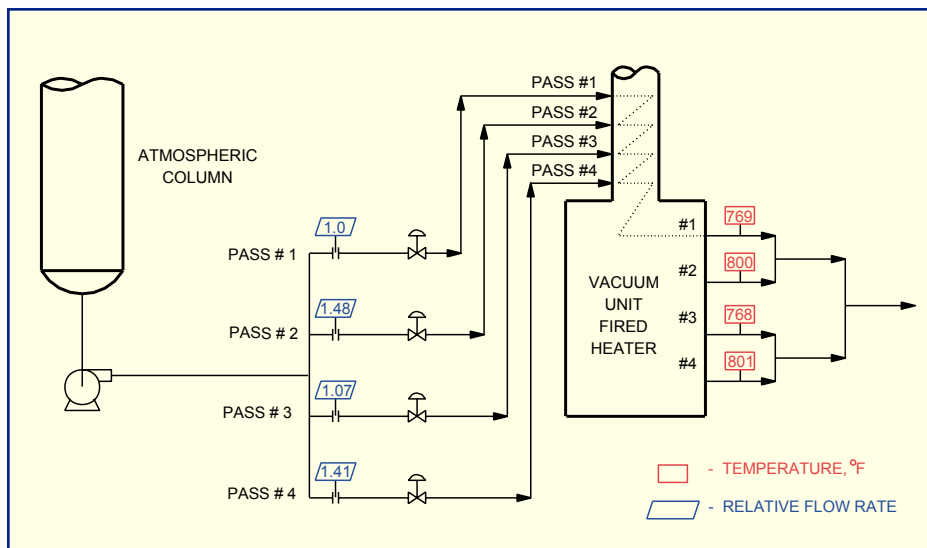 PASS #1
PASS #2
PASS #3
PASS #4
ATMOSPHERIC
COLUMN
PASS # 1
1.0
PASS # 2
1.48
PASS # 3
1.07
PASS # 4
1.41
#1
769
#2
800
#3
768
#4
801
VACUUM
UNIT
FIRED
HEATER
- TEMPERATURE, °F
- RELATIVE FLOW RATE